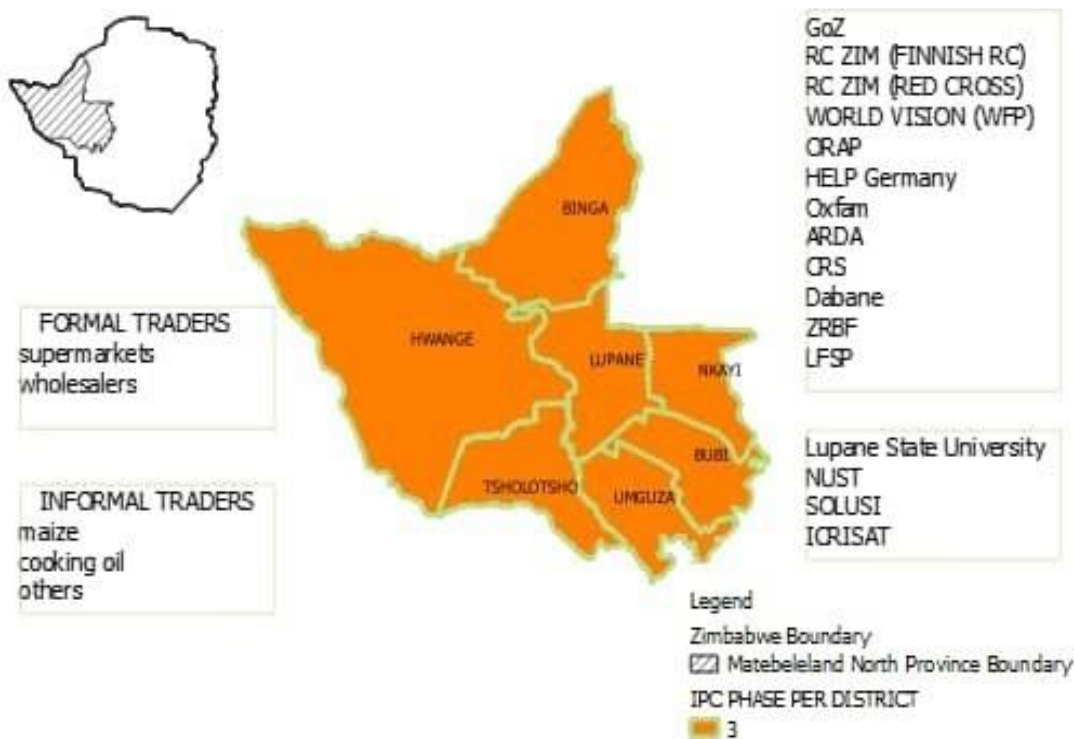 GoZ
RC ZIM (FINNISH RC)
RC ZIM (RED CROSS)
WORLD VISION (WFP)
ORAP
HELP Germany
Oxfam
ARDA
CRS
Dabane
ZRBF
LFSP
BINGA
HWANGE
LUPANE
NKAYI
BUBI
TSHOLOTSHO
UMGUZA
FORMAL TRADERS
supermarkets
wholesalers
INFORMAL TRADERS
maize
cooking oil
others
Lupane State University
NUST
SOLUSI
ICRISAT
Legend
Zimbabwe Boundary
Matebeleland North Province Boundary
IPC PHASE PER DISTRICT
3